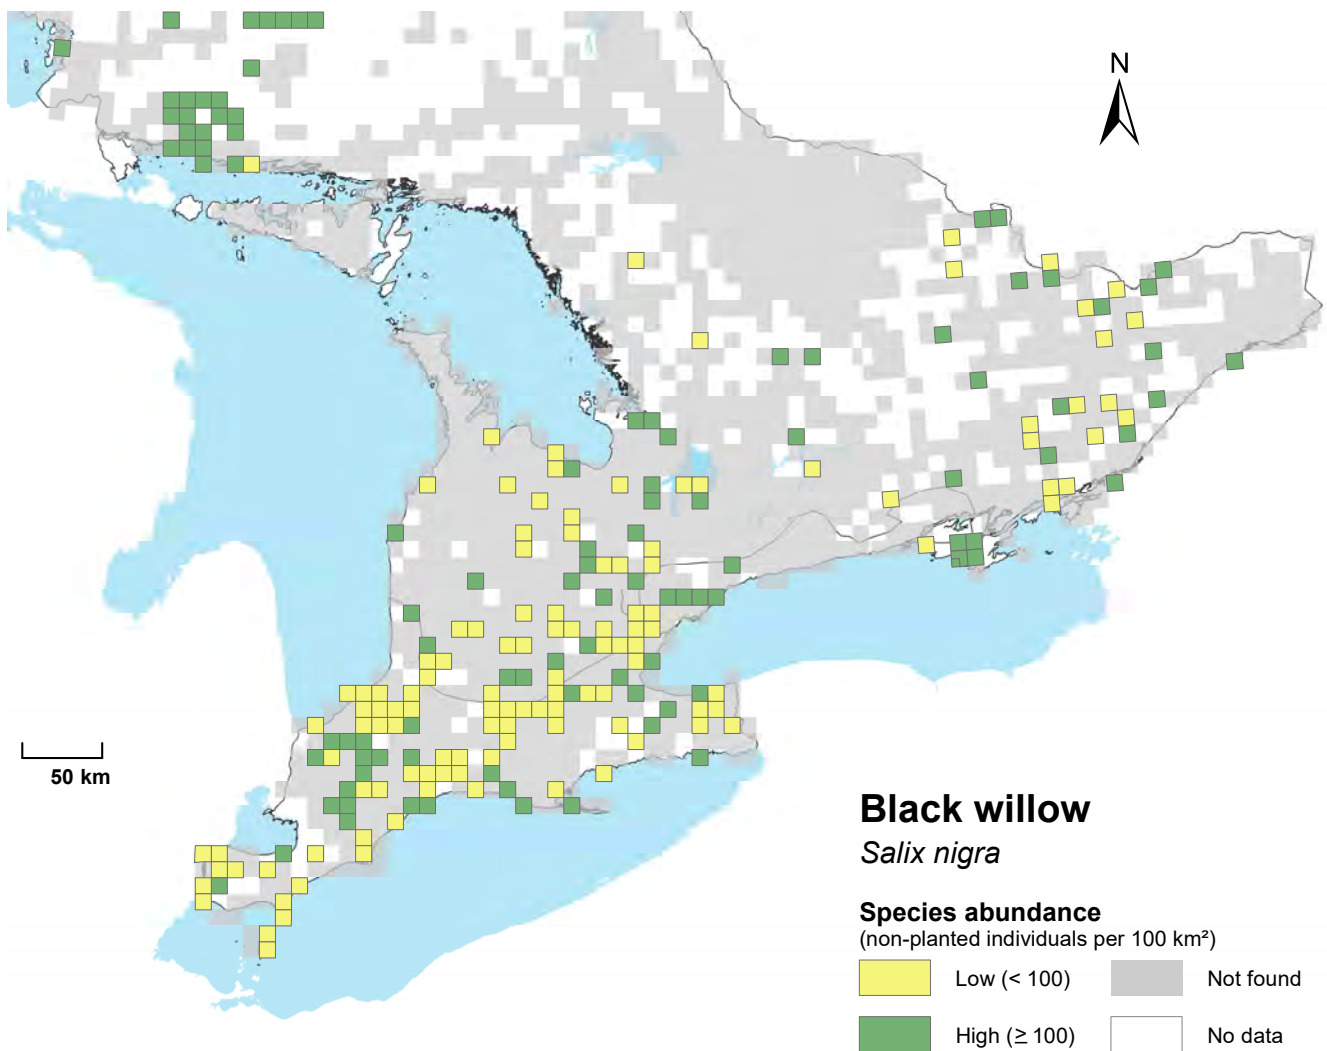 N
50 km
Black willow
Salix nigra
Species abundance
(non-planted individuals per 100 km²)
Low (< 100)
Not found
High (≥ 100)
No data